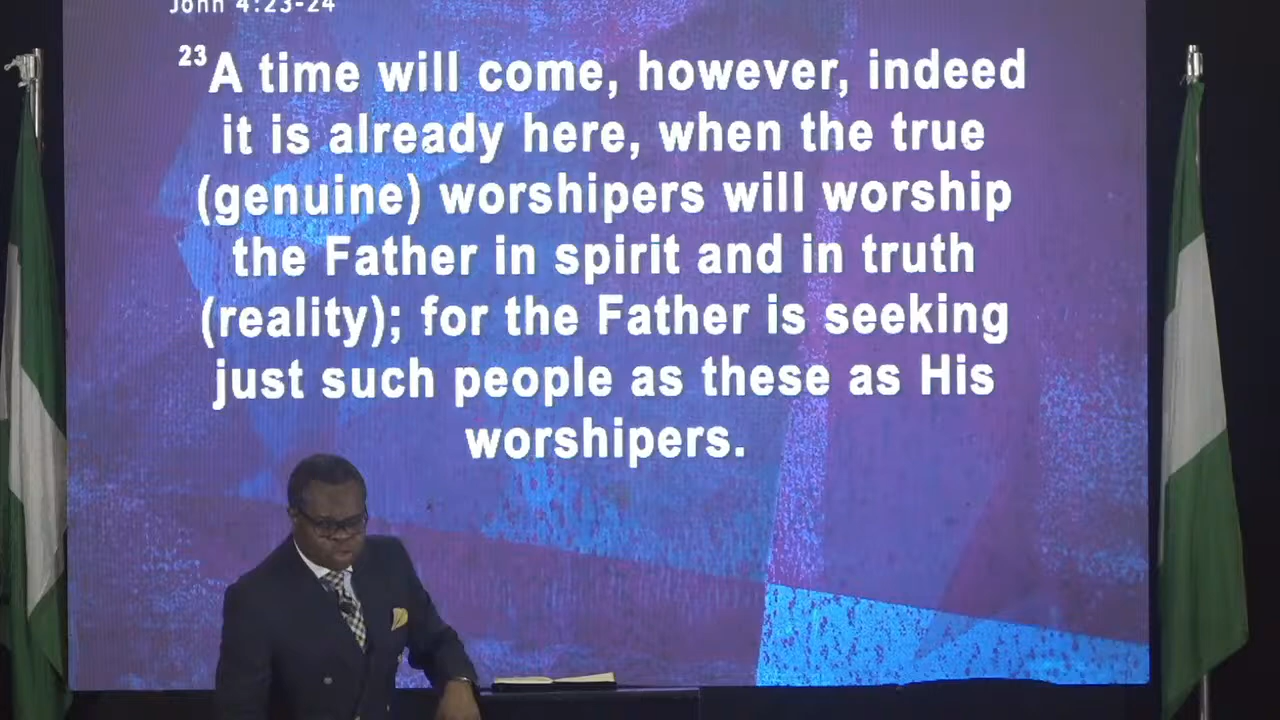 John 4:23-24
23A time will come, however, indeed
it is already here, when the true
(genuine) worshipers will worship
the Father in spirit and in truth
(reality); for the Father is seeking
just such people as these as His
worshipers.